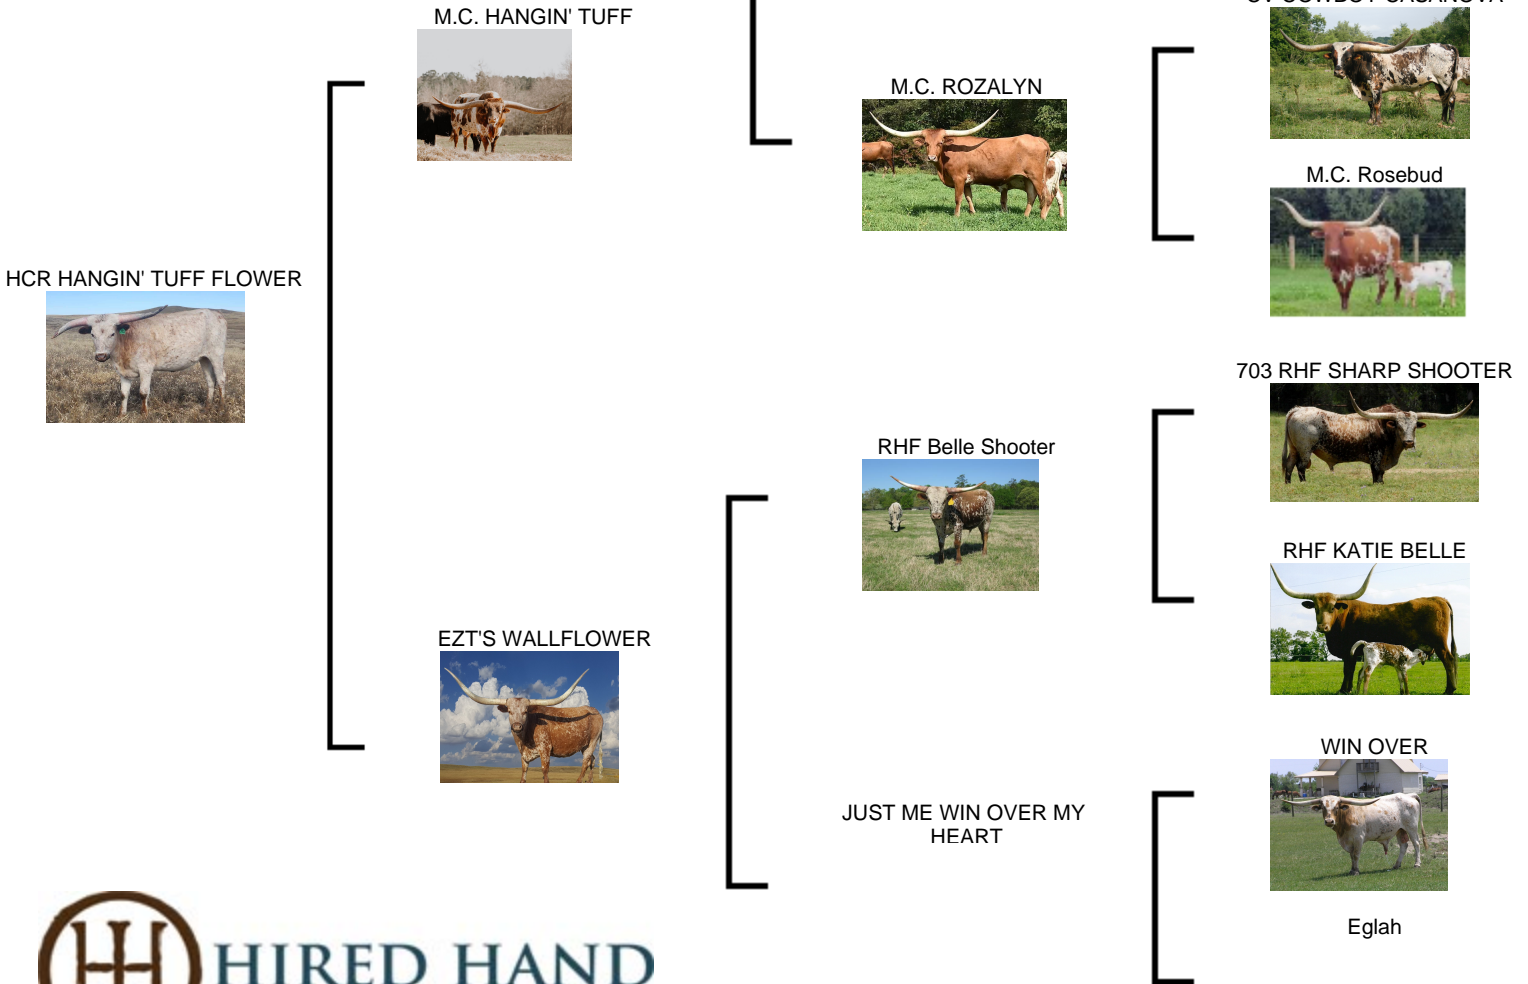 M.C. HANGIN' TUFF
M.C. ROZALYN
M.C. Rosebud
HCR HANGIN' TUFF FLOWER
703 RHF SHARP SHOOTER
RHF Belle Shooter
RHF KATIE BELLE
EZT'S WALLFLOWER
WIN OVER
JUST ME WIN OVER MY
HEART
Eglah
HIRED HAND